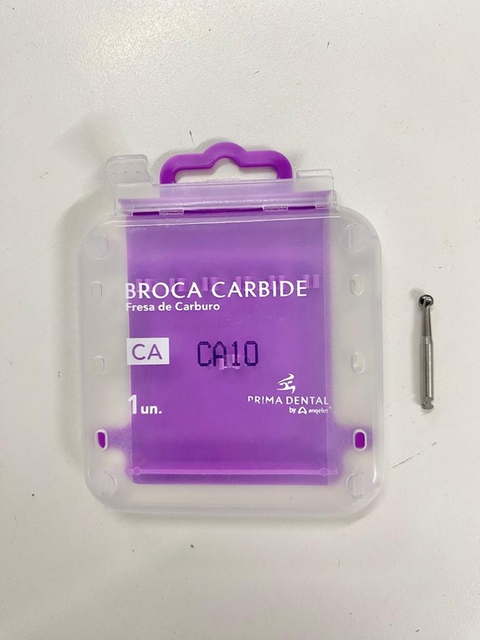 BROCA CARBIDE
Fresa de Carburo
CA CA10
1 un.
PRIMA DENTAL
by angelus